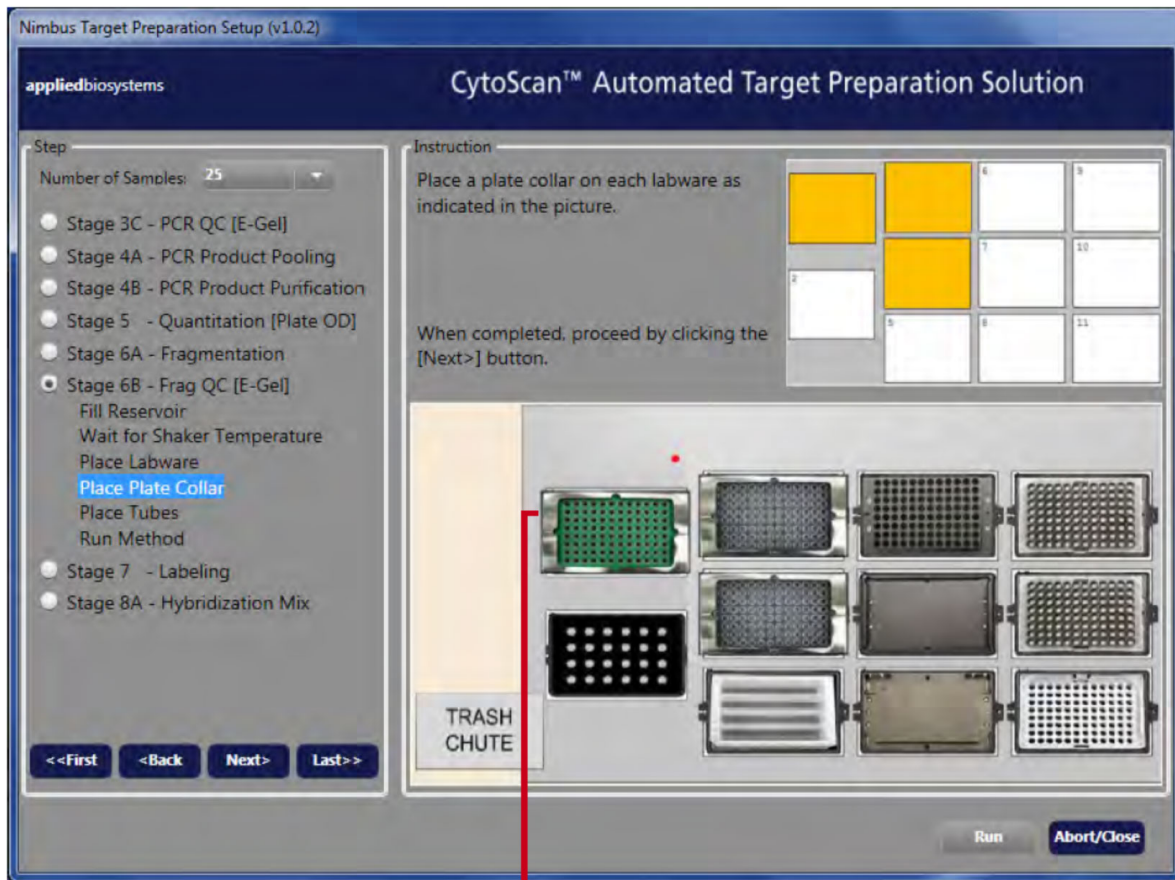 Nimbus Target Preparation Setup (v1.0.2)
appliedbiosystems
CytoScan™ Automated Target Preparation Solution
Step
Number of Samples: 25
Stage 3C - PCR QC [E-Gel]
Stage 4A - PCR Product Pooling
Stage 4B - PCR Product Purification
Stage 5 - Quantitation [Plate OD]
Stage 6A - Fragmentation
Stage 6B - Frag QC [E-Gel]
Fill Reservoir
Wait for Shaker Temperature
Place Labware
Place Plate Collar
Place Tubes
Run Method
Stage 7 - Labeling
Stage 8A - Hybridization Mix
<<First <Back Next> Last>>
Instruction
Place a plate collar on each labware as
indicated in the picture.
When completed, proceed by clicking the
[Next>] button.
6 9
7 10
2
5 8 11
TRASH
CHUTE
Run Abort/Close